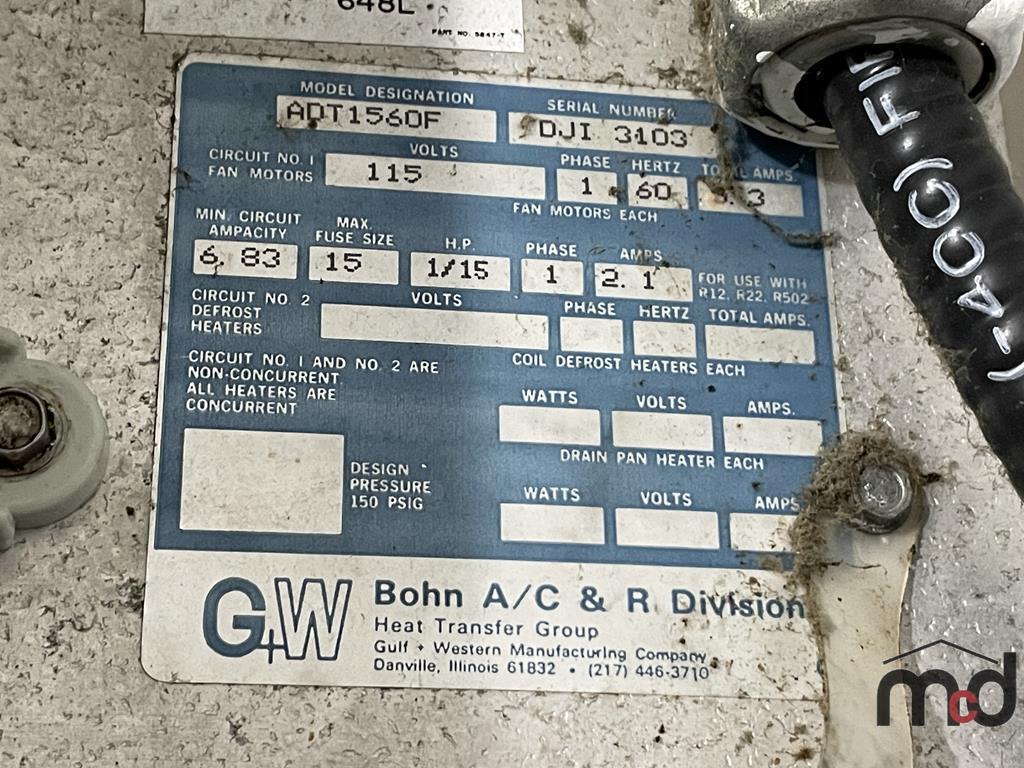 648L
PART NO. 5847-T
MODEL DESIGNATION SERIAL NUMBER
ADT1560F DJI 3103
CIRCUIT NO. 1 FAN MOTORS VOLTS PHASE HERTZ TOTAL AMPS.
115 1 60 3
FAN MOTORS EACH
MIN. CIRCUIT AMPACITY MAX. FUSE SIZE H.P. PHASE AMPS
6.83 15 1/15 1 2.1
FOR USE WITH
R12, R22, R502
CIRCUIT NO. 2 DEFROST HEATERS VOLTS PHASE HERTZ TOTAL AMPS.
COIL DEFROST HEATERS EACH
CIRCUIT NO. 1 AND NO. 2 ARE
NON-CONCURRENT.
ALL HEATERS ARE
CONCURRENT
WATTS VOLTS AMPS.
DRAIN PAN HEATER EACH
DESIGN
PRESSURE
150 PSIG
WATTS VOLTS AMPS
G+W
Bohn A/C & R Division
Heat Transfer Group
Gulf + Western Manufacturing Company
Danville, Illinois 61832 • (217) 446-3710
(-40C)
mcd